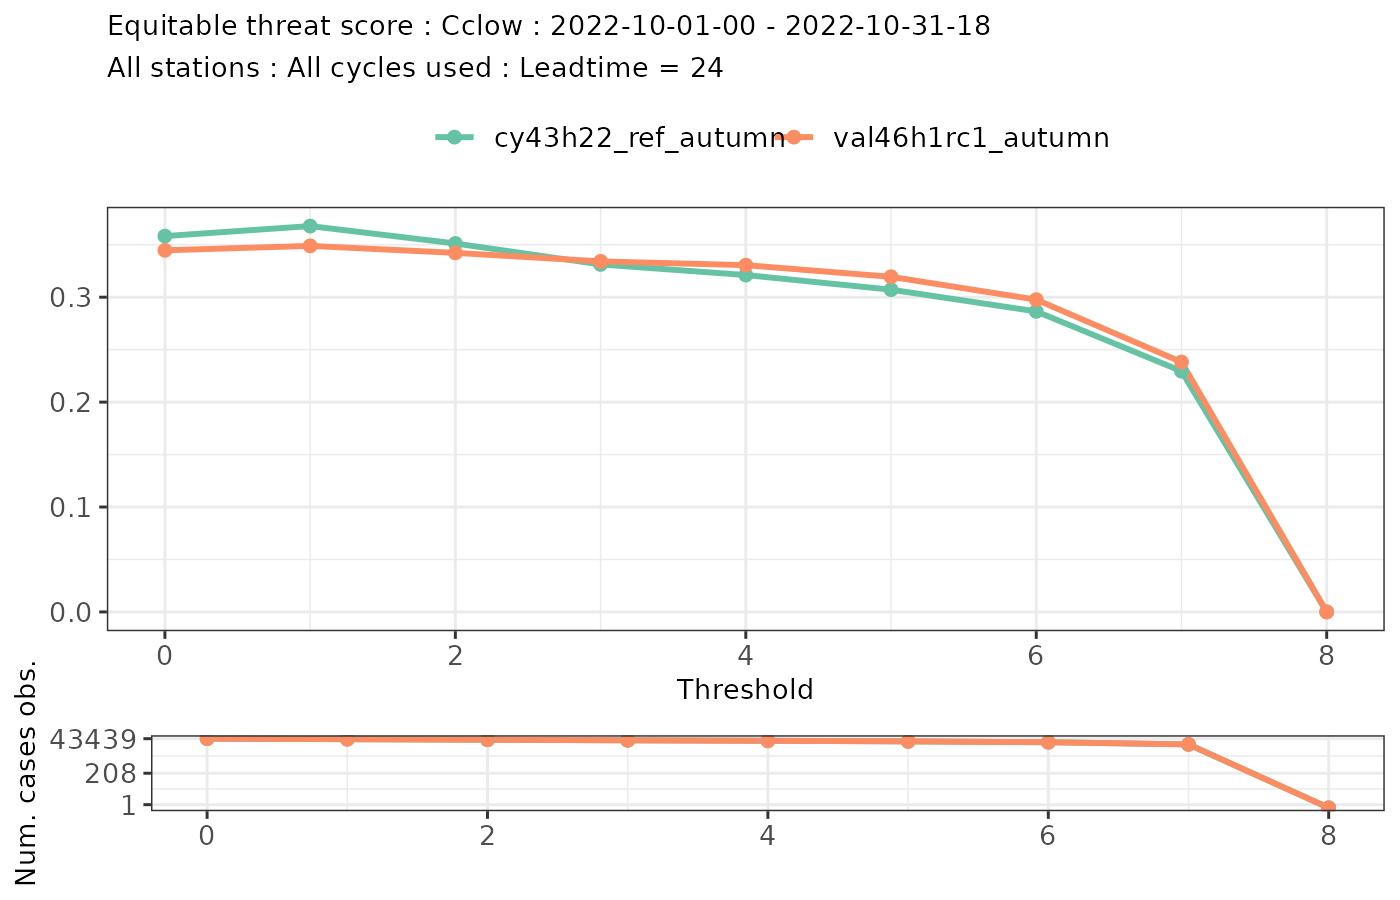 Equitable threat score : Cclow : 2022-10-01-00 - 2022-10-31-18
All stations : All cycles used : Leadtime = 24
cy43h22_ref_autumn val46h1rc1_autumn
0.3
0.2
0.1
0.0
0 2 4 6 8
Threshold
Num. cases obs.
43439
208
1
0 2 4 6 8